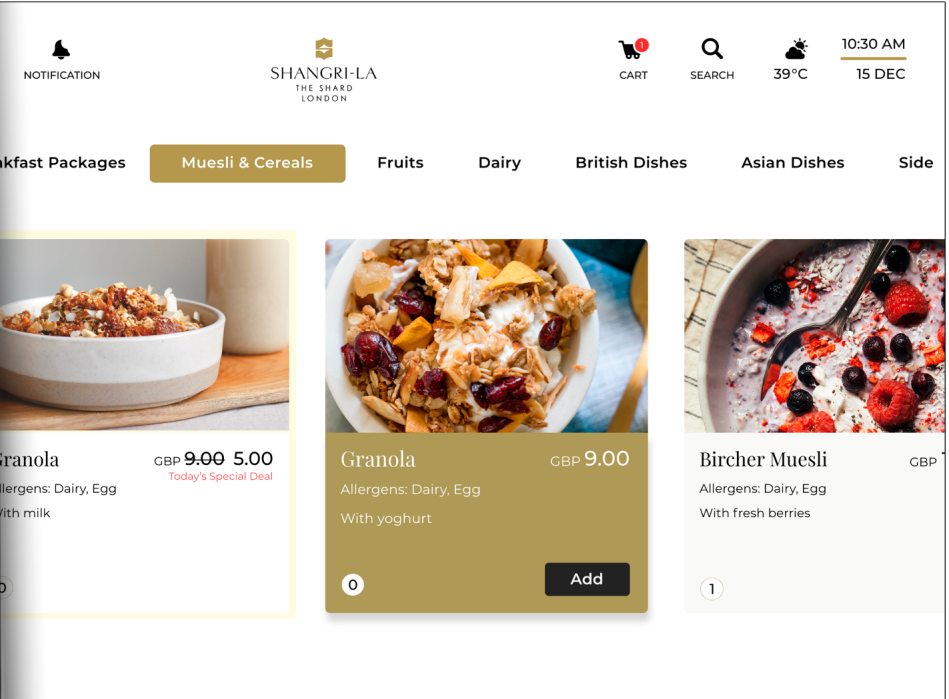 NOTIFICATION
SHANGRI-LA
THE SHARD
LONDON
1
CART
SEARCH
39°C
10:30 AM
15 DEC
kfast Packages
Muesli & Cereals
Fruits
Dairy
British Dishes
Asian Dishes
Side
Granola
GBP 9.00 5.00
Today's Special Deal
llergens: Dairy, Egg
ith milk
0
Granola
GBP 9.00
Allergens: Dairy, Egg
With yoghurt
0
Add
Bircher Muesli
GBP
Allergens: Dairy, Egg
With fresh berries
1